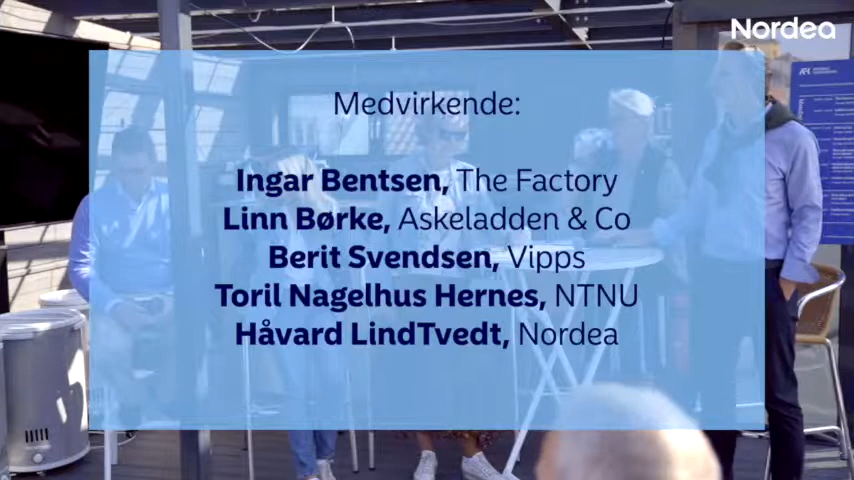 Nordea
Medvirkende:
Ingar Bentsen, The Factory
Linn Børke, Askeladden & Co
Berit Svendsen, Vipps
Toril Nagelhus Hernes, NTNU
Håvard LindTvedt, Nordea